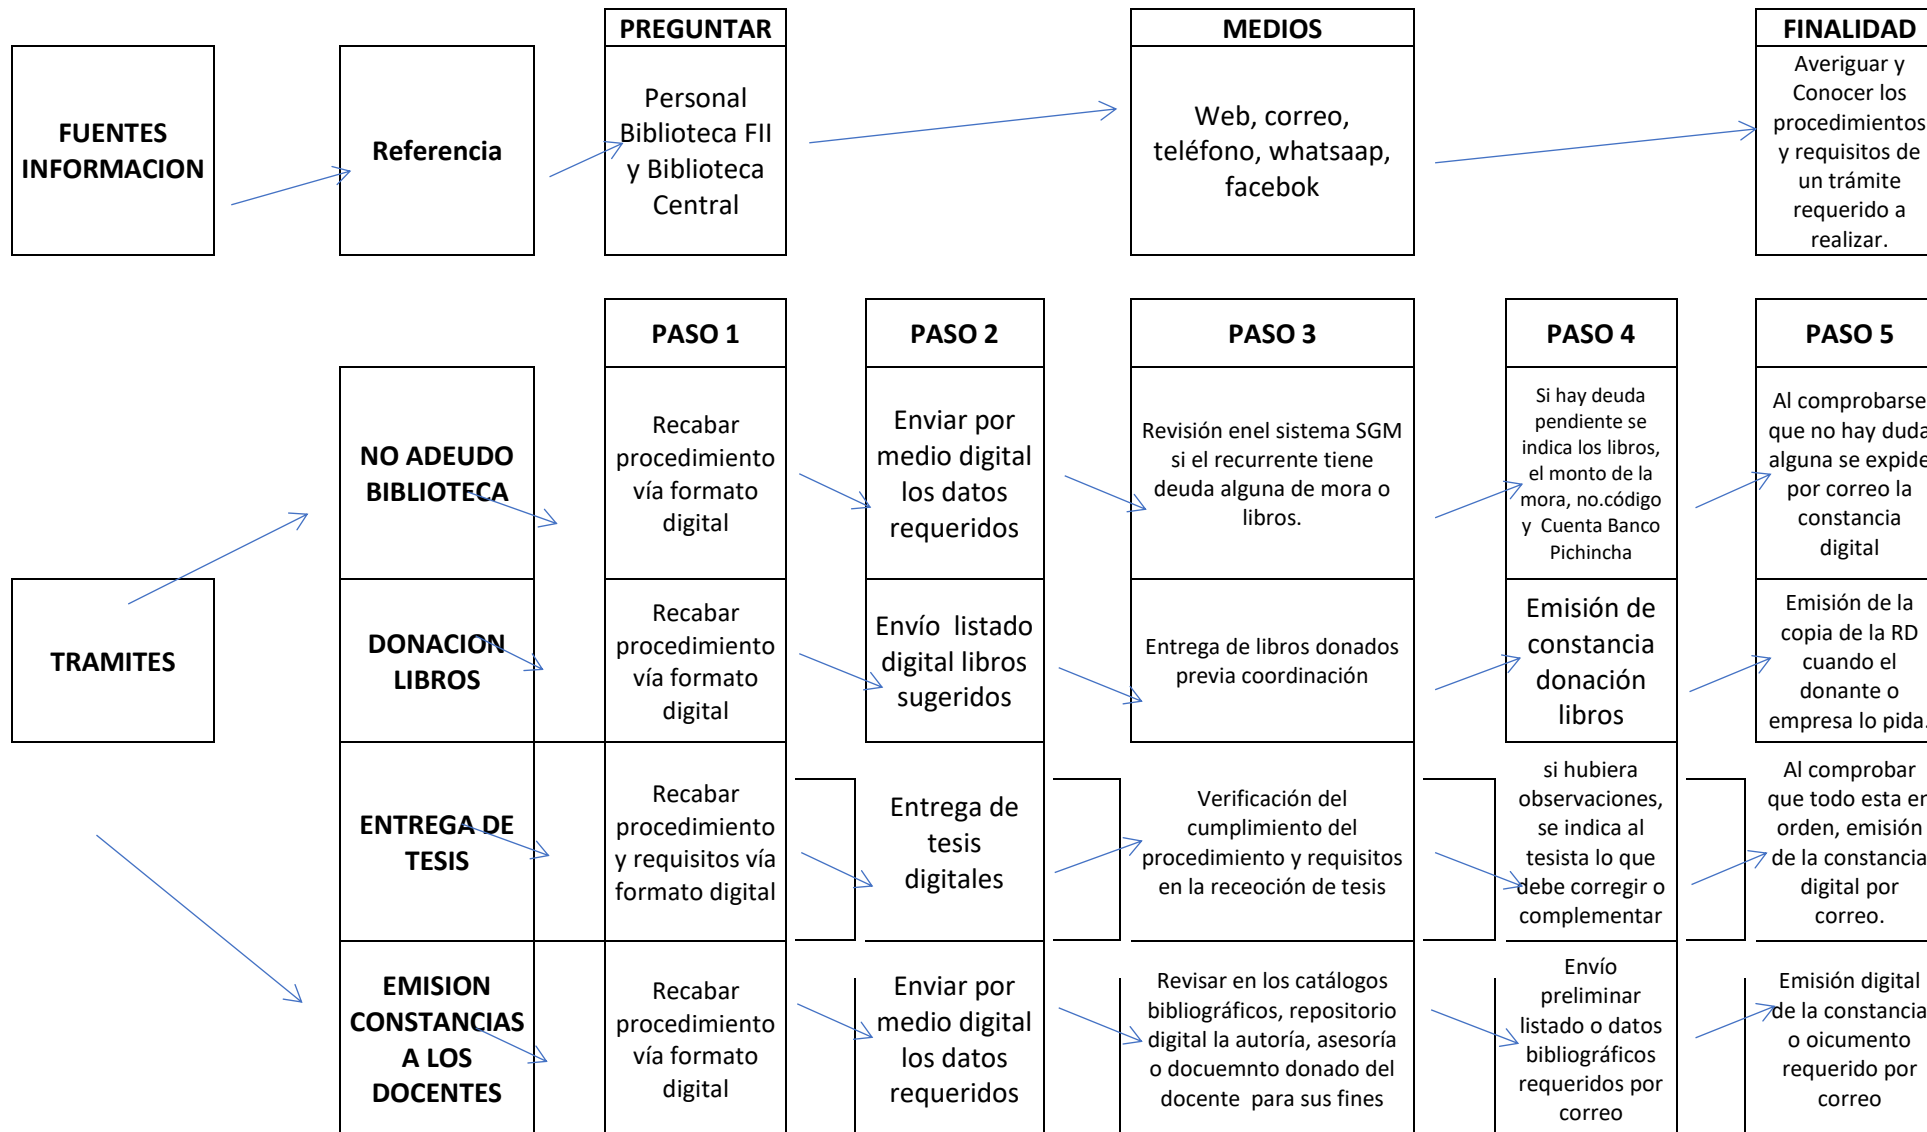 PREGUNTAR
MEDIOS
FINALIDAD
FUENTES
INFORMACION
Referencia
Personal
Biblioteca FII
y Biblioteca
Central
Web, correo,
teléfono, whatsaap,
facebok
Averiguar y
Conocer los
procedimientos
y requisitos de
un trámite
requerido a
realizar.
PASO 1
PASO 2
PASO 3
PASO 4
PASO 5
TRAMITES
NO ADEUDO
BIBLIOTECA
Recabar
procedimiento
vía formato
digital
Enviar por
medio digital
los datos
requeridos
Revisión enel sistema SGM
si el recurrente tiene
deuda alguna de mora o
libros.
Si hay deuda
pendiente se
indica los libros,
el monto de la
mora, no.código
y Cuenta Banco
Pichincha
Al comprobarse
que no hay duda
alguna se expide
por correo la
constancia
digital
DONACION
LIBROS
Recabar
procedimiento
vía formato
digital
Envío listado
digital libros
sugeridos
Entrega de libros donados
previa coordinación
Emisión de
constancia
donación
libros
Emisión de la
copia de la RD
cuando el
donante o
empresa lo pida.
ENTREGA DE
TESIS
Recabar
procedimiento
y requisitos vía
formato digital
Entrega de
tesis
digitales
Verificación del
cumplimiento del
procedimiento y requisitos
en la receoción de tesis
si hubiera
observaciones,
se indica al
tesista lo que
debe corregir o
complementar
Al comprobar
que todo esta en
orden, emisión
de la constancia
digital por
correo.
EMISION
CONSTANCIAS
A LOS
DOCENTES
Recabar
procedimiento
vía formato
digital
Enviar por
medio digital
los datos
requeridos
Revisar en los catálogos
bibliográficos, repositorio
digital la autoría, asesoría
o docuemnto donado del
docente para sus fines
Envío
preliminar
listado o datos
bibliográficos
requeridos por
correo
Emisión digital
de la constancia
o oicumento
requerido por
correo